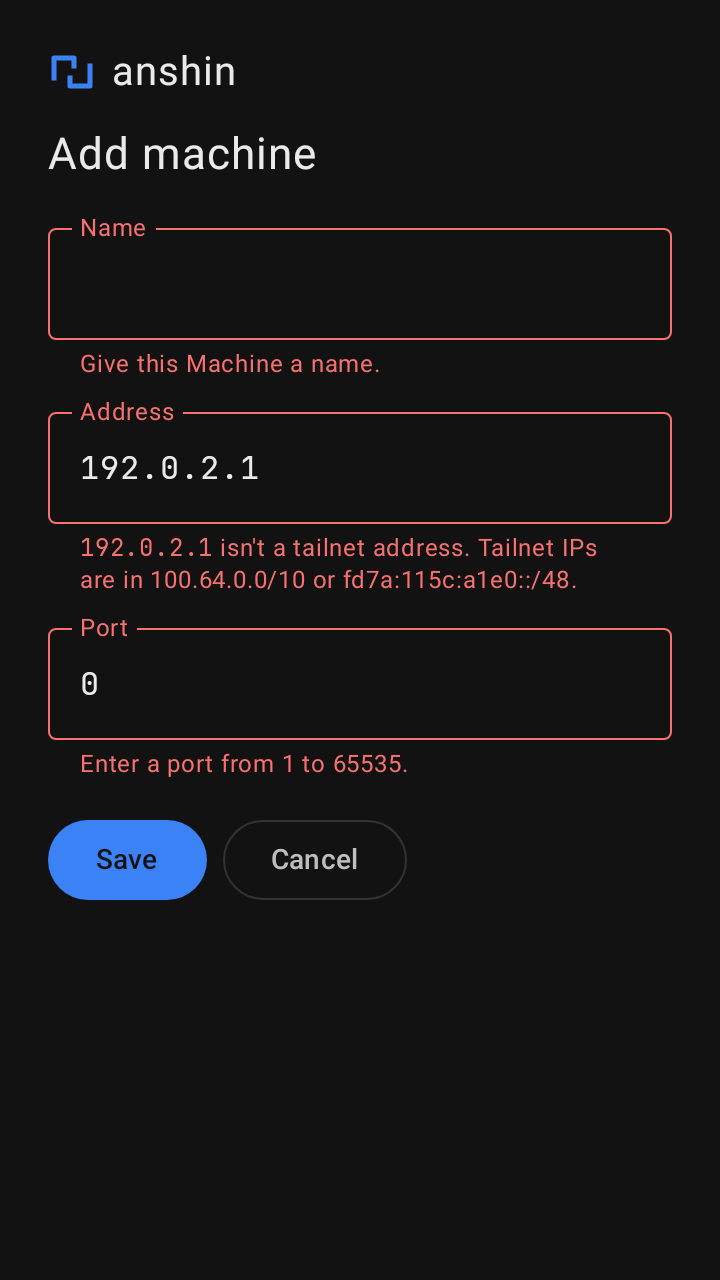 anshin
Add machine
Name
Give this Machine a name.
Address
192.0.2.1
192.0.2.1 isn't a tailnet address. Tailnet IPs
are in 100.64.0.0/10 or fd7a:115c:a1e0::/48.
Port
0
Enter a port from 1 to 65535.
Save
Cancel